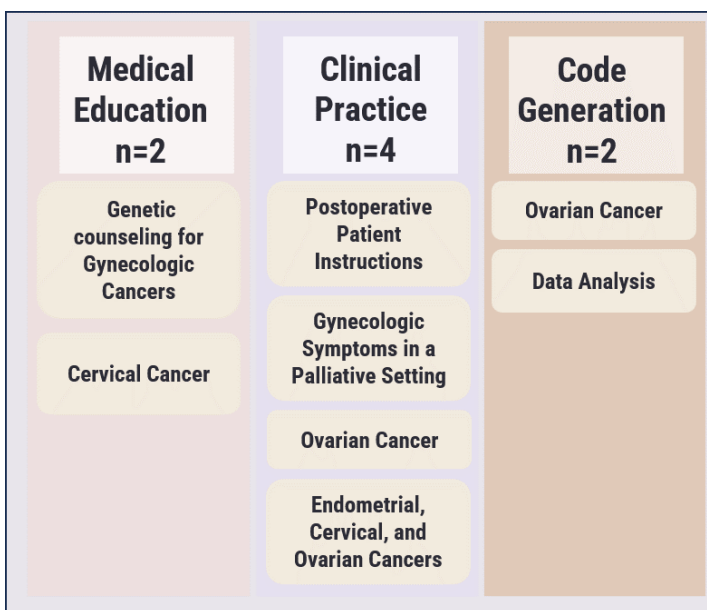 Medical
Education
n=2
Genetic
counseling for
Gynecologic
Cancers
Cervical Cancer
Clinical
Practice
n=4
Postoperative
Patient
Instructions
Gynecologic
Symptoms in a
Palliative Setting
Ovarian Cancer
Endometrial,
Cervical, and
Ovarian Cancers
Code
Generation
n=2
Ovarian Cancer
Data Analysis